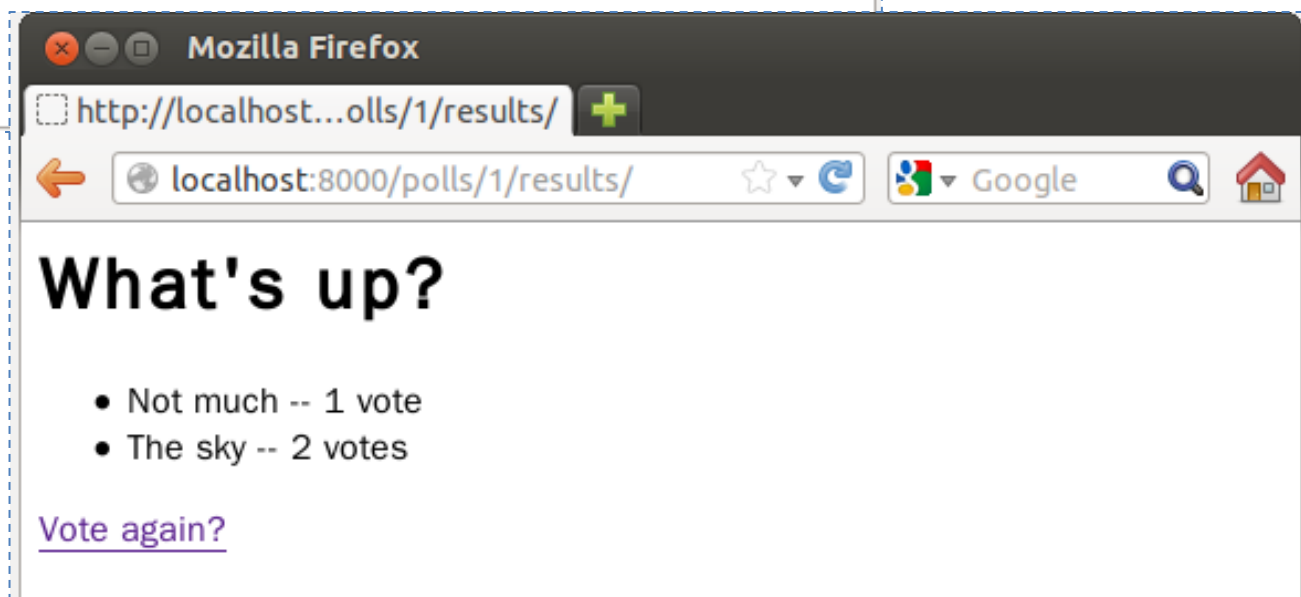 Mozilla Firefox
http://localhost...olls/1/results/
localhost:8000/polls/1/results/ Google
What's up?
Not much -- 1 vote
The sky -- 2 votes
Vote again?